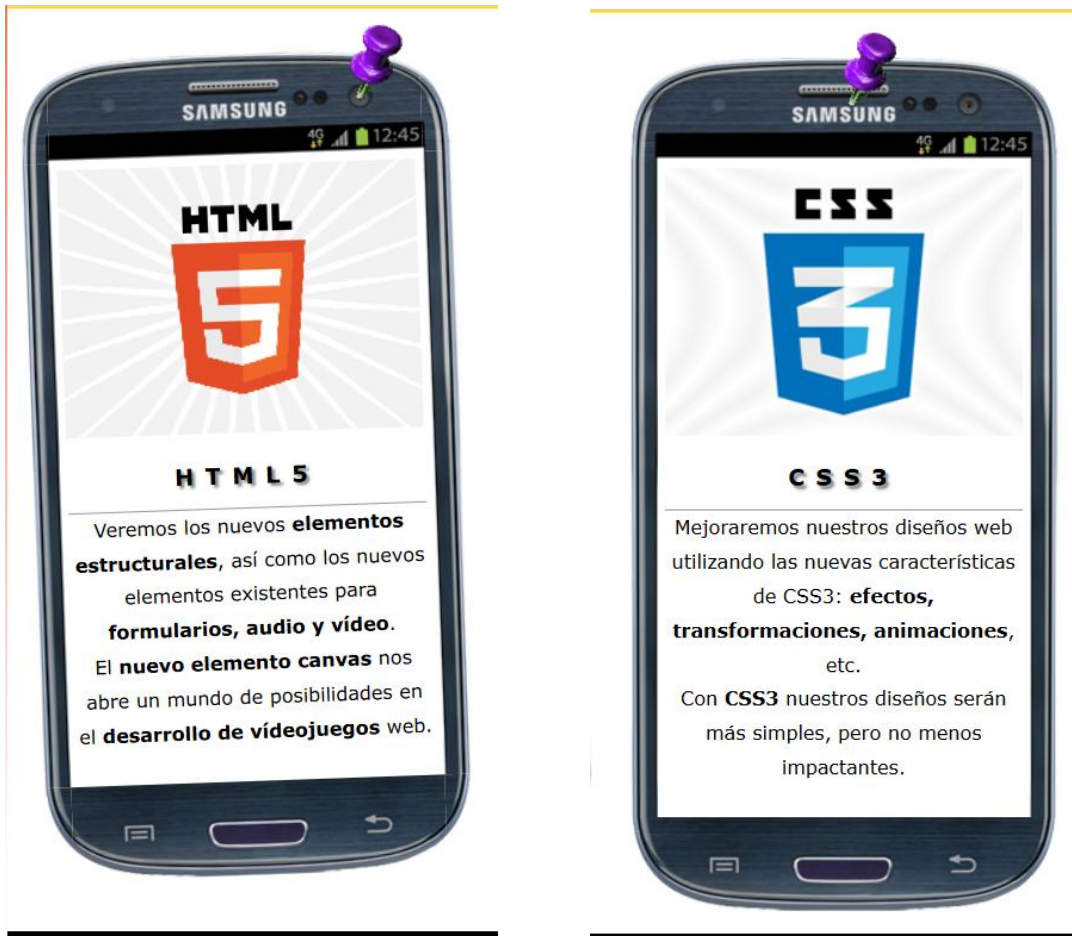 SAMSUNG
4G 12:45
HTML
5
HTML5
Veremos los nuevos elementos
estructurales, así como los nuevos
elementos existentes para
formularios, audio y vídeo.
El nuevo elemento canvas nos
abre un mundo de posibilidades en
el desarrollo de vídeojuegos web.
SAMSUNG
4G 12:45
CSS
3
CSS3
Mejoraremos nuestros diseños web
utilizando las nuevas características
de CSS3: efectos,
transformaciones, animaciones,
etc.
Con CSS3 nuestros diseños serán
más simples, pero no menos
impactantes.